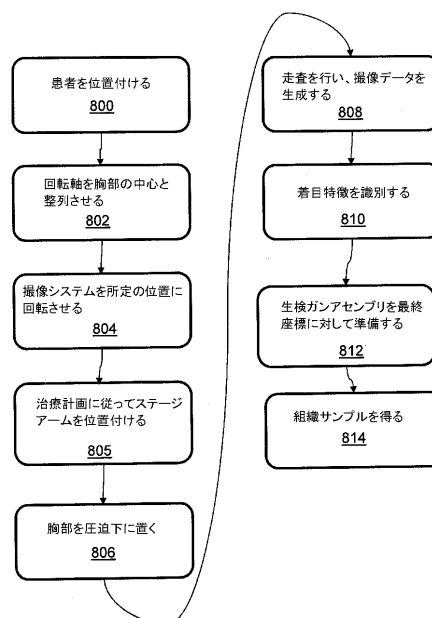 患者を位置付ける
800
回転軸を胸部の中心と
整列させる
802
撮像システムを所定の位置に
回転させる
804
治療計画に従ってステージ
アームを位置付ける
805
胸部を圧迫下に置く
806
走査を行い、撮像データを
生成する
808
着目特徴を識別する
810
生検ガンアセンブリを最終
座標に対して準備する
812
組織サンプルを得る
814